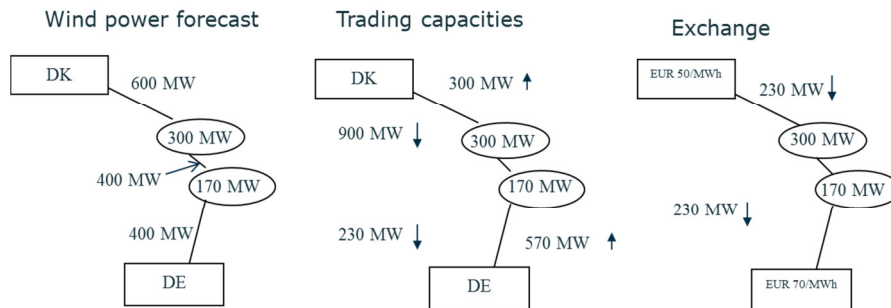 Wind power forecast
DK
600 MW
300 MW
400 MW
170 MW
400 MW
DE
Trading capacities
DK
300 MW
900 MW
300 MW
170 MW
230 MW
570 MW
DE
Exchange
EUR 50/MWh
230 MW
300 MW
170 MW
230 MW
EUR 70/MWh